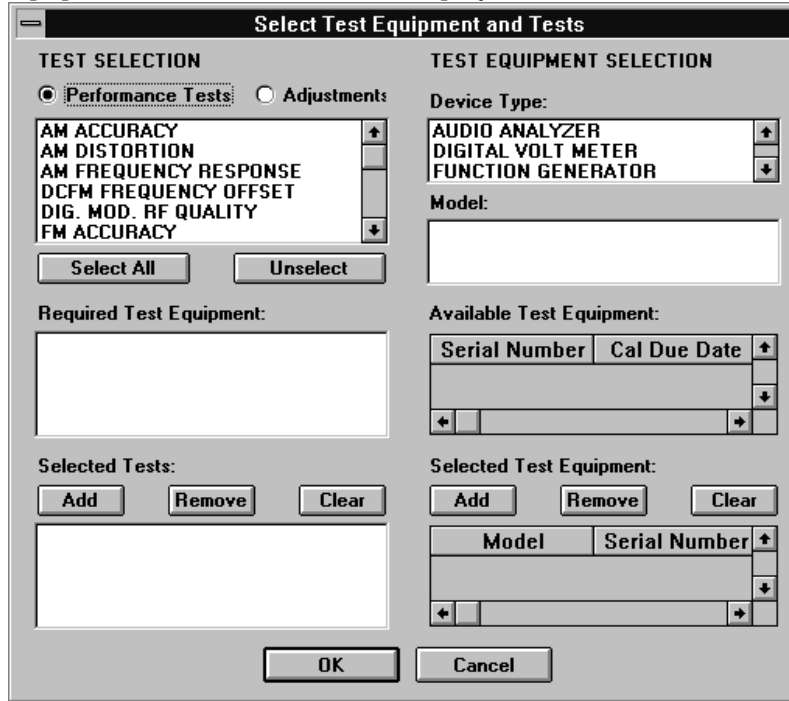 Select Test Equipment and Tests
TEST SELECTION
Performance Tests
Adjustments
AM ACCURACY
AM DISTORTION
AM FREQUENCY RESPONSE
DCFM FREQUENCY OFFSET
DIG. MOD. RF QUALITY
FM ACCURACY
Select All
Unselect
Required Test Equipment:
Selected Tests:
Add
Remove
Clear
TEST EQUIPMENT SELECTION
Device Type:
AUDIO ANALYZER
DIGITAL VOLT METER
FUNCTION GENERATOR
Model:
Available Test Equipment:
Serial Number
Cal Due Date
Selected Test Equipment:
Add
Remove
Clear
Model
Serial Number
OK
Cancel